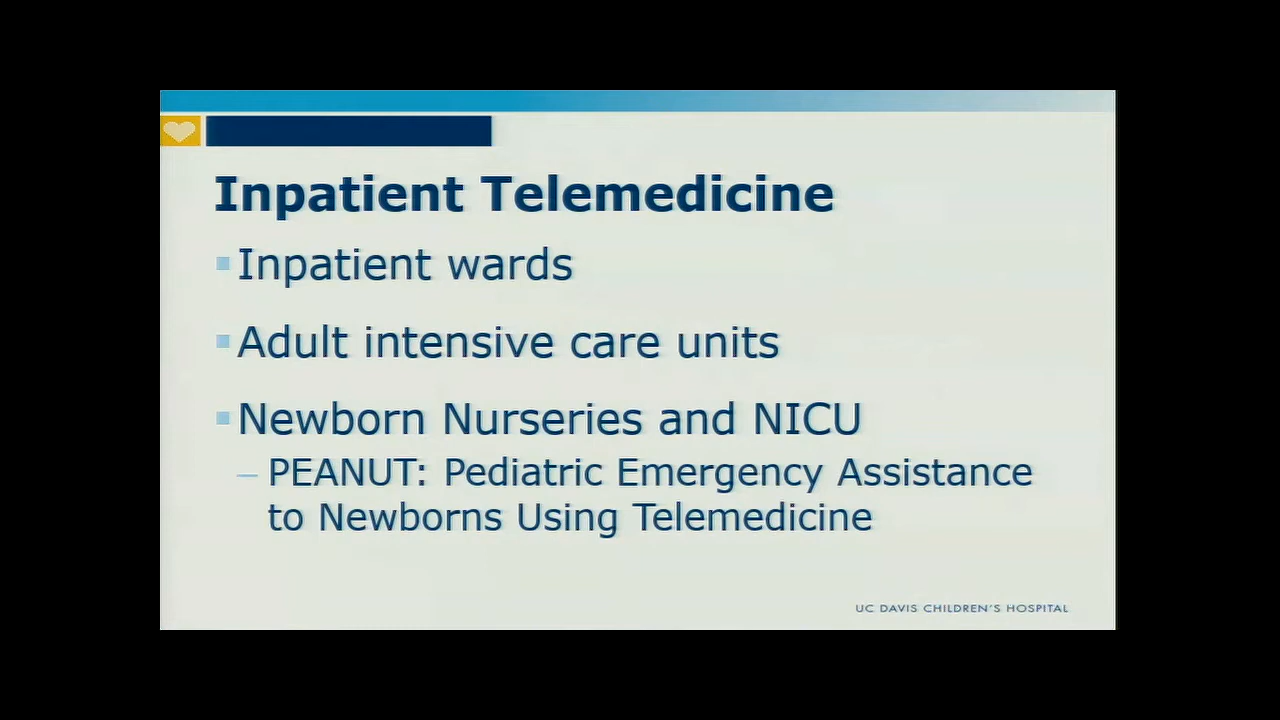 Inpatient Telemedicine
Inpatient wards
Adult intensive care units
Newborn Nurseries and NICU
– PEANUT: Pediatric Emergency Assistance
to Newborns Using Telemedicine
UC DAVIS CHILDREN'S HOSPITAL